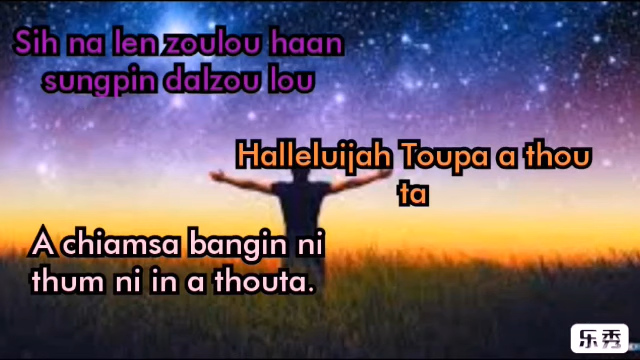 Sih na len zoulou haan
sungpin dalzou lou
Halleluijah Toupa a thou
ta
A chiamsa bangin ni
thum ni in a thouta.
乐秀